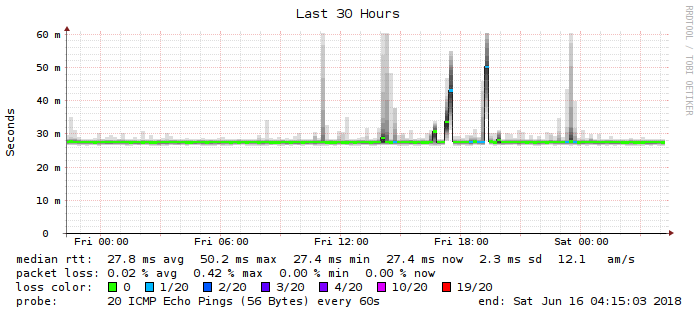 Last 30 Hours
RRDTOOL / TOBI OETIKER
Seconds
60 m
50 m
40 m
30 m
20 m
10 m
0
Fri 00:00 Fri 06:00 Fri 12:00 Fri 18:00 Sat 00:00
median rtt: 27.8 ms avg 50.2 ms max 27.4 ms min 27.4 ms now 2.3 ms sd 12.1 am/s
packet loss: 0.02 % avg 0.42 % max 0.00 % min 0.00 % now
loss color: 0 1/20 2/20 3/20 4/20 10/20 19/20
probe: 20 ICMP Echo Pings (56 Bytes) every 60s end: Sat Jun 16 04:15:03 2018